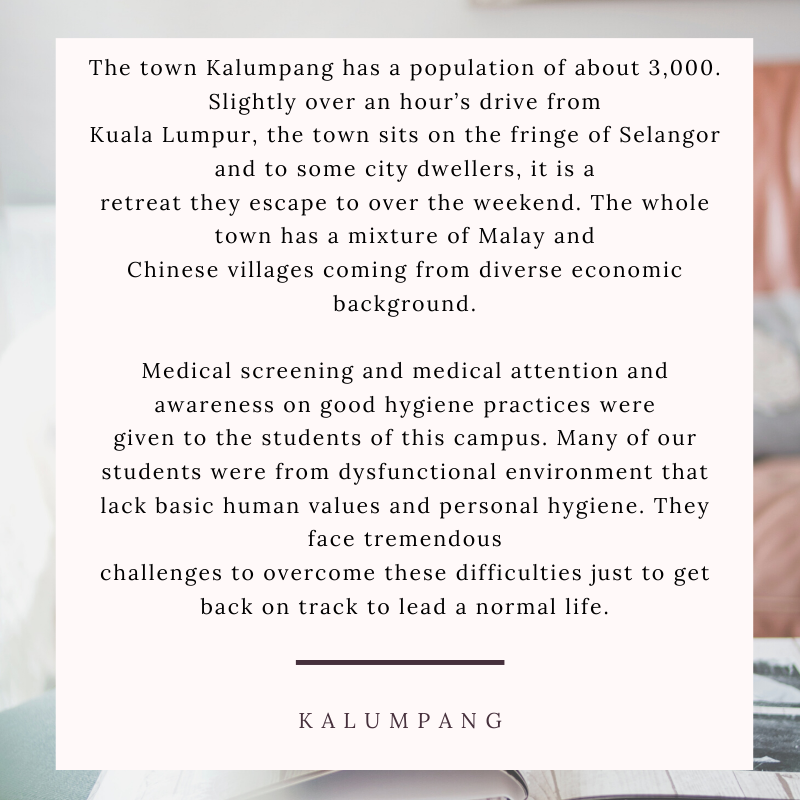 The town Kalumpang has a population of about 3,000.
Slightly over an hour’s drive from
Kuala Lumpur, the town sits on the fringe of Selangor
and to some city dwellers, it is a
retreat they escape to over the weekend. The whole
town has a mixture of Malay and
Chinese villages coming from diverse economic
background.
Medical screening and medical attention and
awareness on good hygiene practices were
given to the students of this campus. Many of our
students were from dysfunctional environment that
lack basic human values and personal hygiene. They
face tremendous
challenges to overcome these difficulties just to get
back on track to lead a normal life.
KALUMPANG